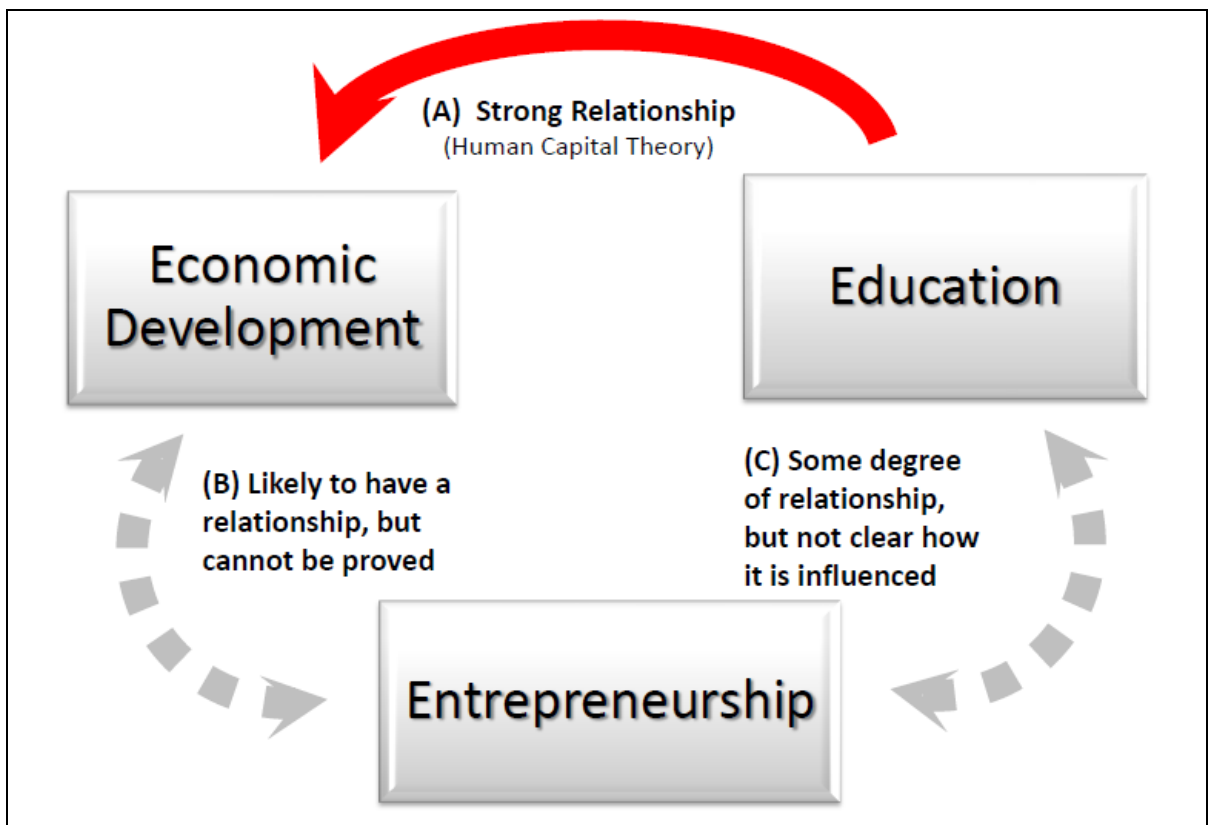 (A) Strong Relationship
(Human Capital Theory)
Economic
Development
Education
(B) Likely to have a
relationship, but
cannot be proved
(C) Some degree
of relationship,
but not clear how
it is influenced
Entrepreneurship